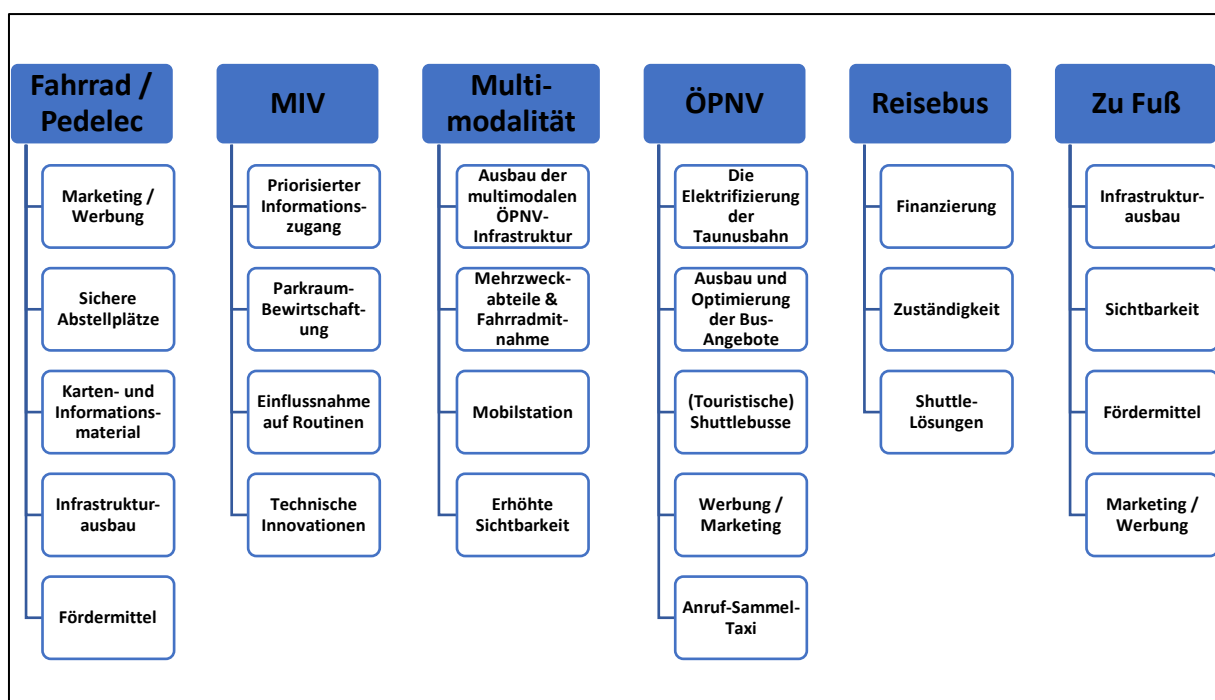 Fahrrad /
Pedelec
Marketing /
Werbung
Sichere
Abstellplätze
Karten- und
Informations-
material
Infrastruktur-
ausbau
Fördermittel
MIV
Priorisierter
Informations-
zugang
Parkraum-
Bewirtschaft-
ung
Einflussnahme
auf Routinen
Technische
Innovationen
Multi-
modalität
Ausbau der
multimodalen
ÖPNV-
Infrastruktur
Mehrzweck-
abteile &
Fahrradmit-
nahme
Mobilstation
Erhöhte
Sichtbarkeit
ÖPNV
Die
Elektrifizierung
der
Taunusbahn
Ausbau und
Optimierung
der Bus-
Angebote
(Touristische)
Shuttlebusse
Werbung /
Marketing
Anruf-Sammel-
Taxi
Reisebus
Finanzierung
Zuständigkeit
Shuttle-
Lösungen
Zu Fuß
Infrastruktur-
ausbau
Sichtbarkeit
Fördermittel
Marketing /
Werbung